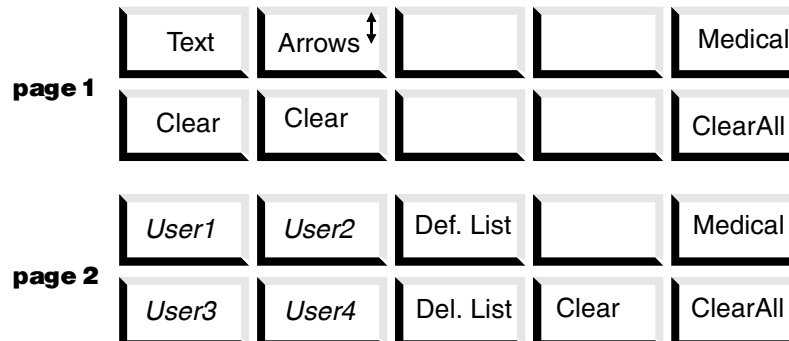 Text Arrows Medical
page 1
Clear Clear ClearAll
User1 User2 Def. List Medical
page 2
User3 User4 Del. List Clear ClearAll